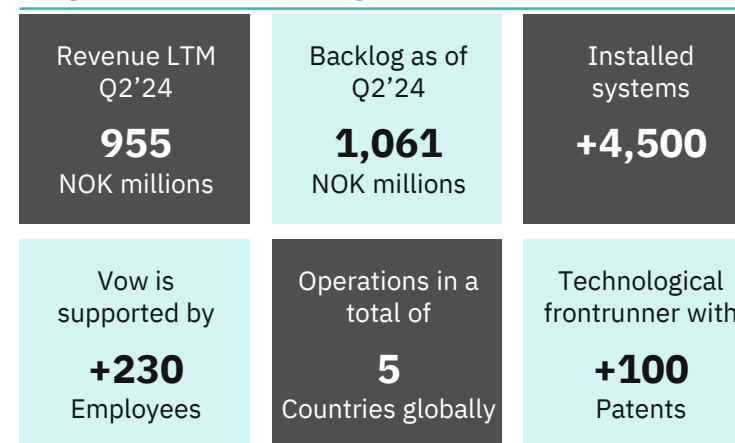 Revenue LTM
Q2’24
955
NOK millions
Backlog as of
Q2’24
1,061
NOK millions
Installed
systems
+4,500
Vow is
supported by
+230
Employees
Operations in a
total of
5
Countries globally
Technological
frontrunner with
+100
Patents